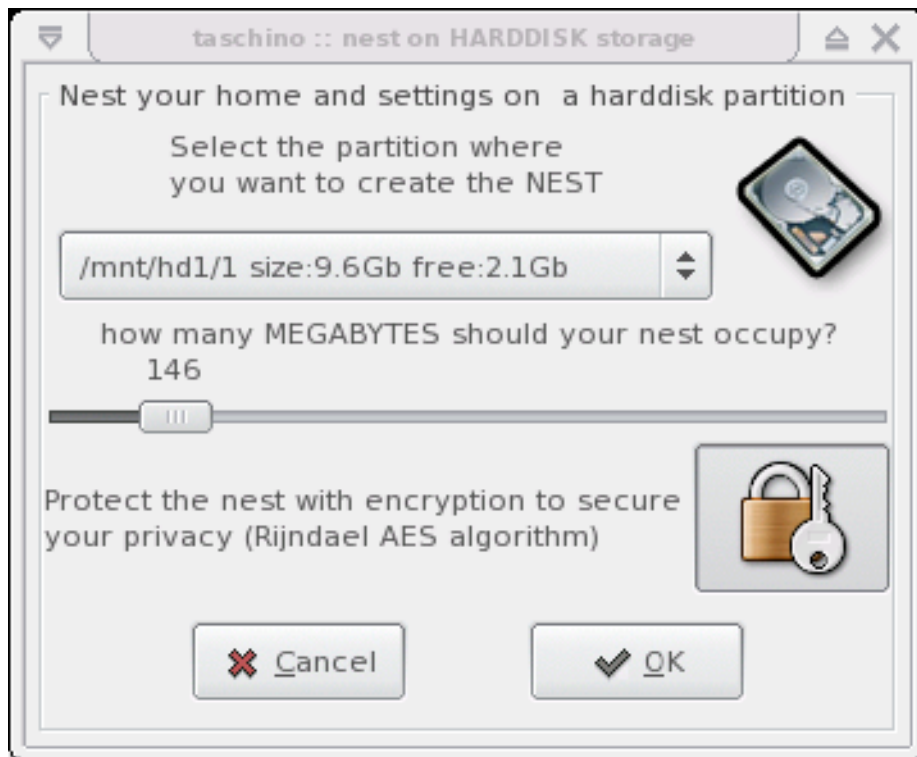 taschino :: nest on HARDDISK storage
Nest your home and settings on  a harddisk partition
Select the partition where
you want to create the NEST
/mnt/hd1/1 size:9.6Gb free:2.1Gb
how many MEGABYTES should your nest occupy?
146
Protect the nest with encryption to secure
your privacy (Rijndael AES algorithm)
Cancel
OK